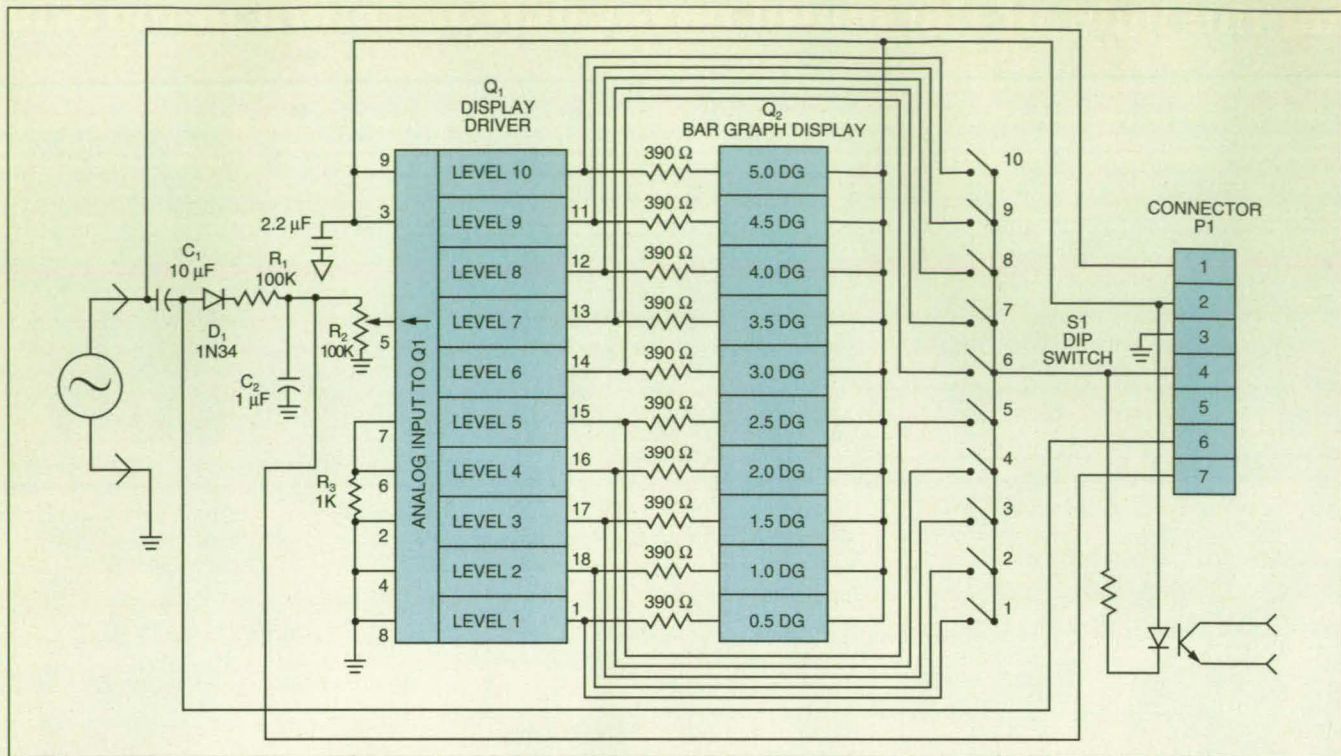 Q1
DISPLAY
DRIVER
Q2
BAR GRAPH DISPLAY
9
LEVEL 10
390 Ω
5.0 DG
10
3
LEVEL 9
11
390 Ω
4.5 DG
9
2.2 µF
LEVEL 8
12
390 Ω
4.0 DG
8
C1
10 µF
R1
100K
D1
1N34
R2
100K
5
LEVEL 7
13
390 Ω
3.5 DG
7
C2
1 µF
LEVEL 6
14
390 Ω
3.0 DG
6
7
LEVEL 5
15
390 Ω
2.5 DG
5
R3
1K
6
LEVEL 4
16
390 Ω
2.0 DG
4
2
LEVEL 3
17
390 Ω
1.5 DG
3
4
LEVEL 2
18
390 Ω
1.0 DG
2
8
LEVEL 1
1
390 Ω
0.5 DG
1
ANALOG INPUT TO Q1
S1
DIP
SWITCH
CONNECTOR
P1
1
2
3
4
5
6
7